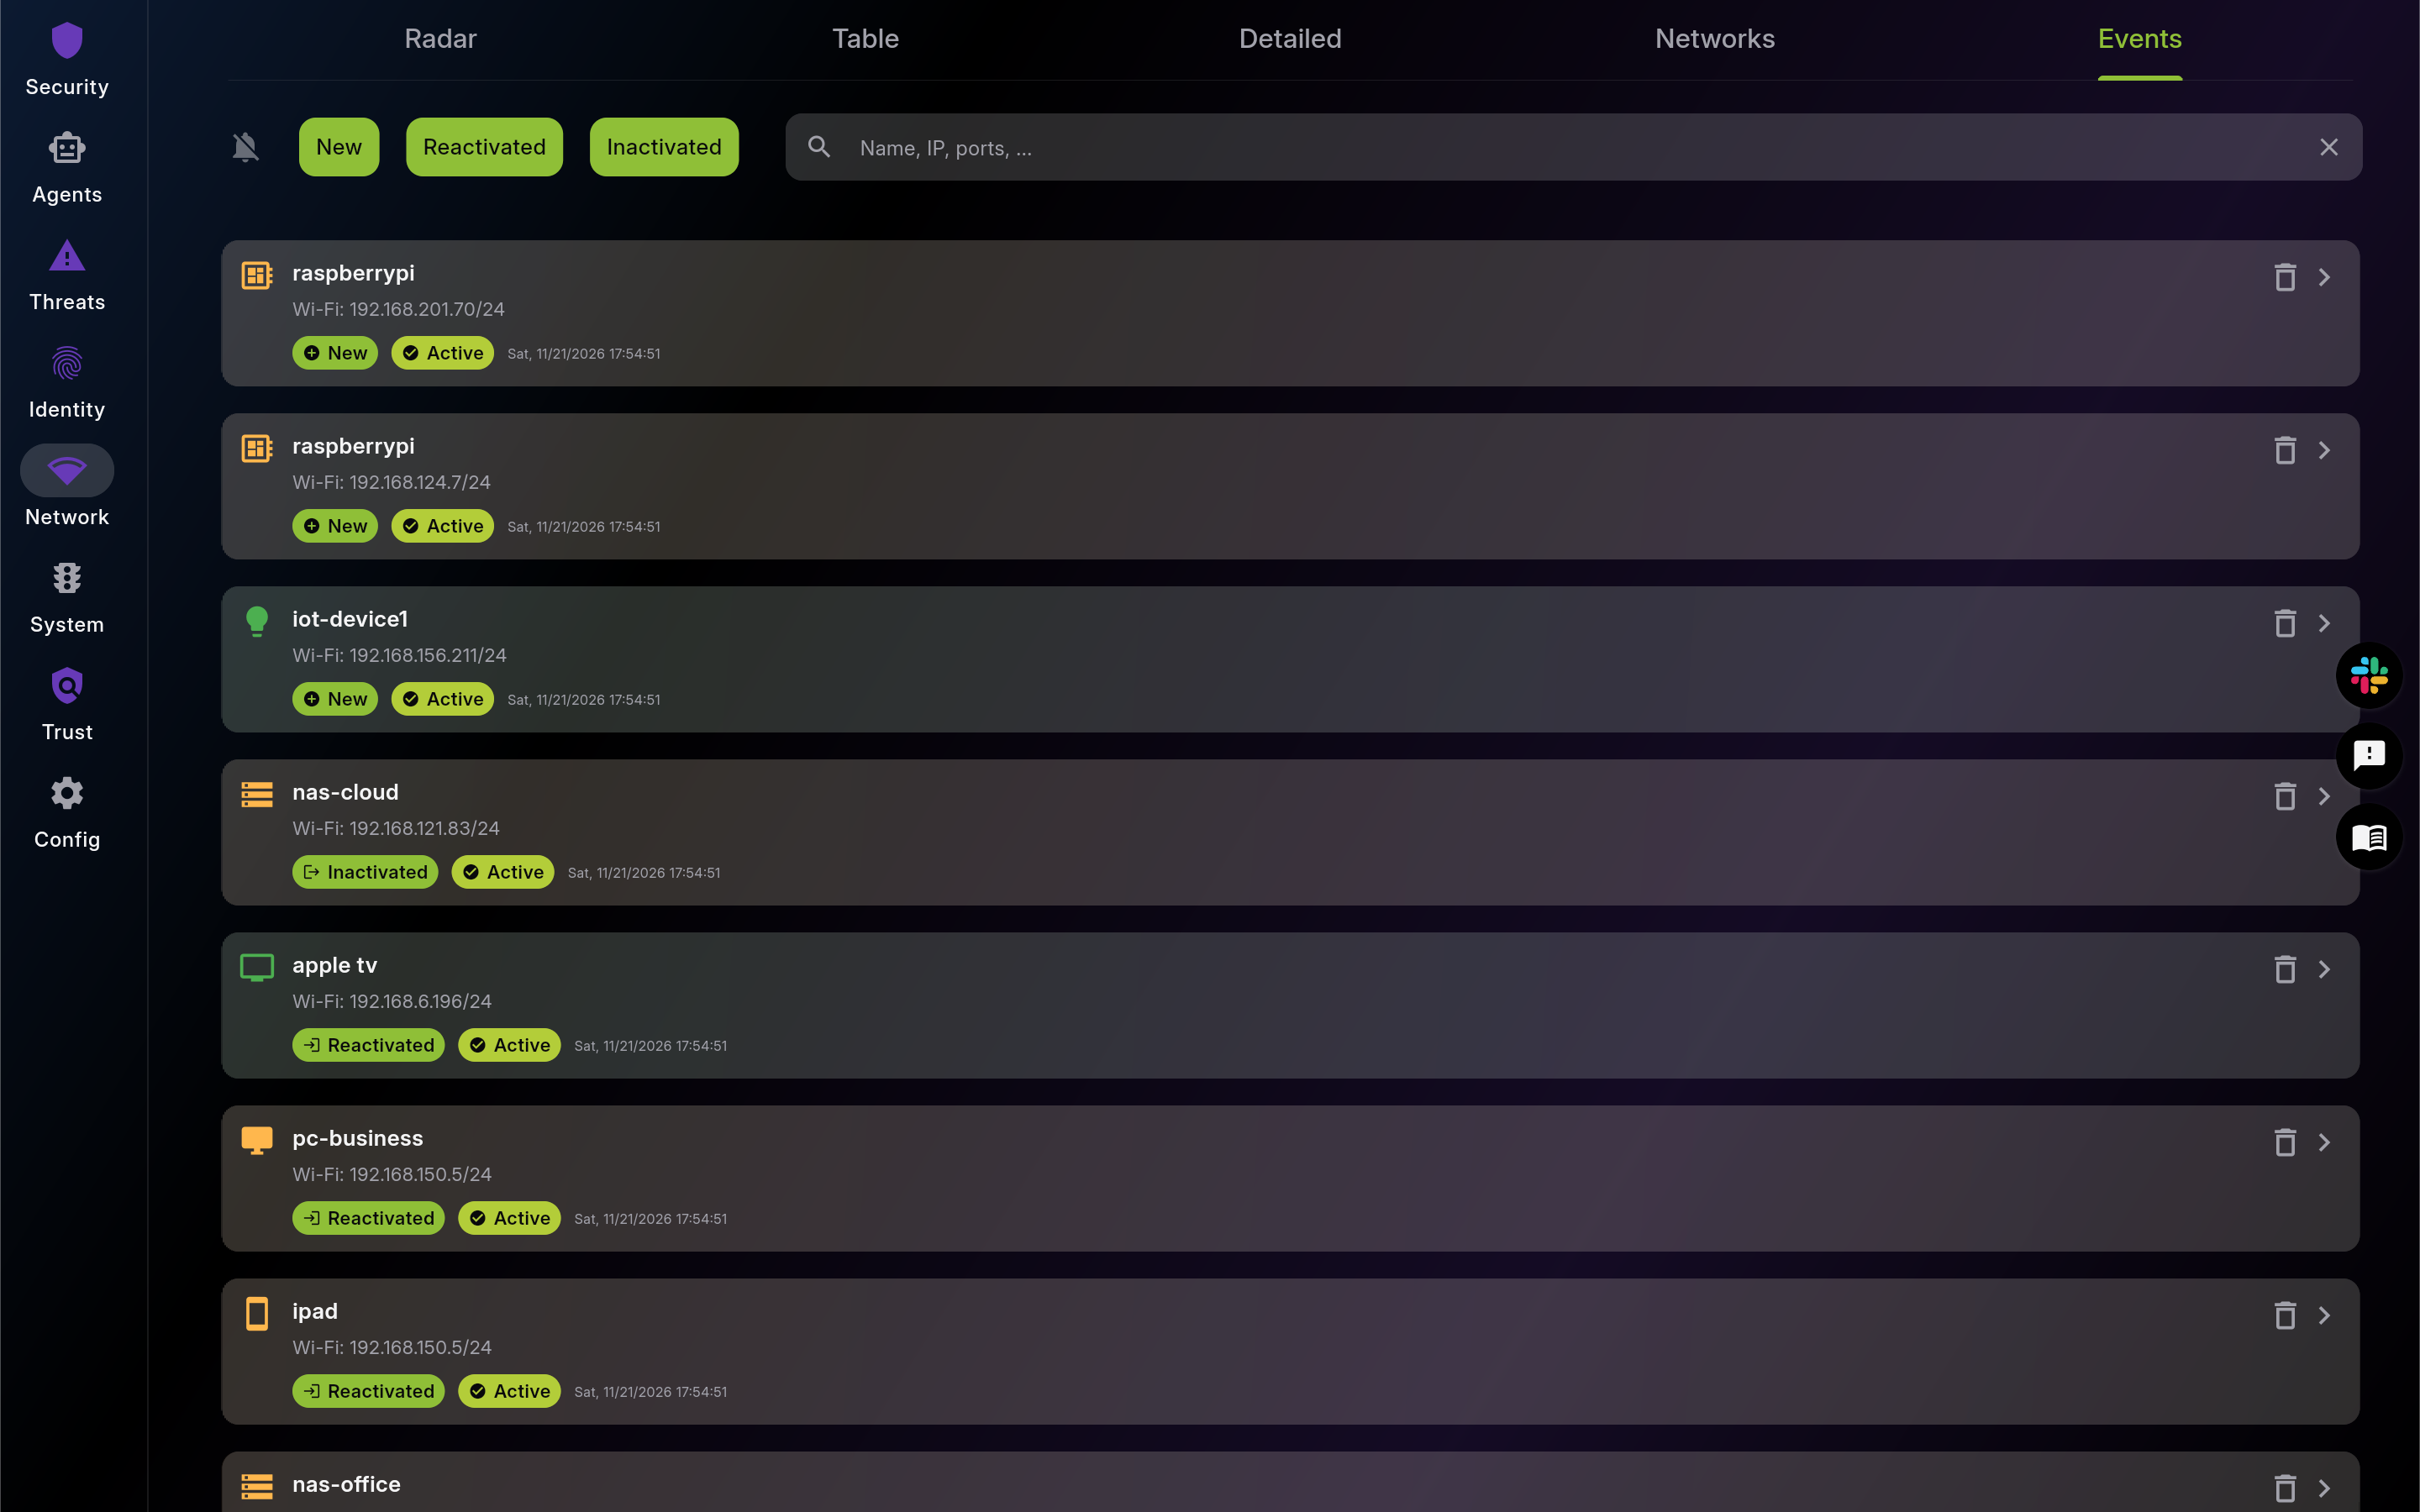 Security
Agents
Threats
Identity
Network
System
Trust
Config
Radar Table Detailed Networks Events
New Reactivated Inactivated Name, IP, ports, ...
raspberrypi
Wi-Fi: 192.168.201.70/24
New Active Sat, 11/21/2026 17:54:51
raspberrypi
Wi-Fi: 192.168.124.7/24
New Active Sat, 11/21/2026 17:54:51
iot-device1
Wi-Fi: 192.168.156.211/24
New Active Sat, 11/21/2026 17:54:51
nas-cloud
Wi-Fi: 192.168.121.83/24
Inactivated Active Sat, 11/21/2026 17:54:51
apple tv
Wi-Fi: 192.168.6.196/24
Reactivated Active Sat, 11/21/2026 17:54:51
pc-business
Wi-Fi: 192.168.150.5/24
Reactivated Active Sat, 11/21/2026 17:54:51
ipad
Wi-Fi: 192.168.150.5/24
Reactivated Active Sat, 11/21/2026 17:54:51
nas-office